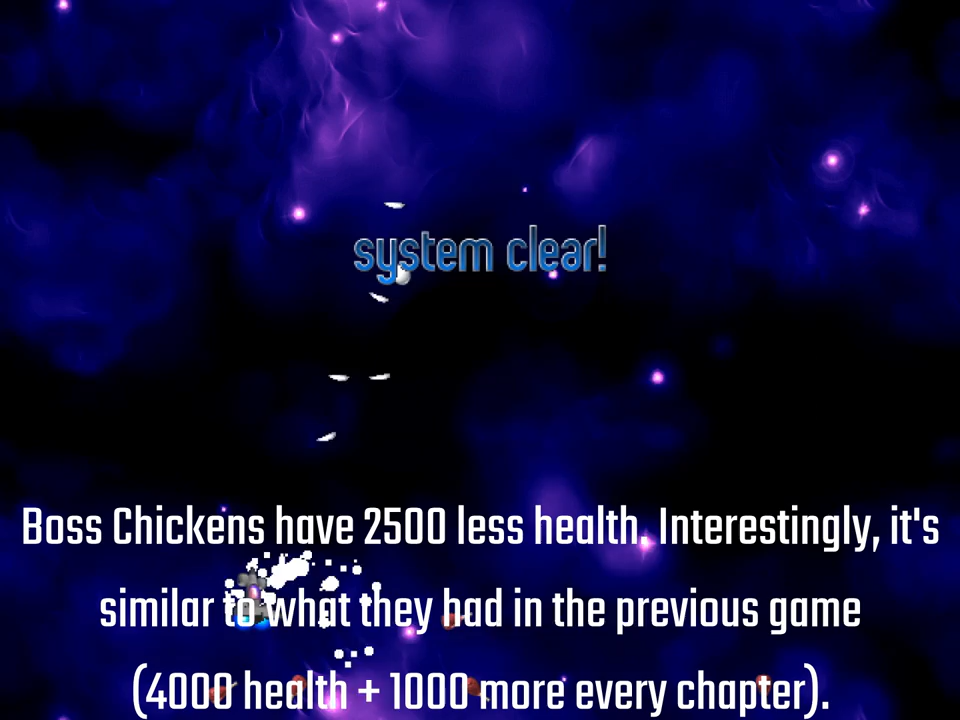 system clear!
Boss Chickens have 2500 less health. Interestingly, it's
similar to what they had in the previous game
(4000 health + 1000 more every chapter).